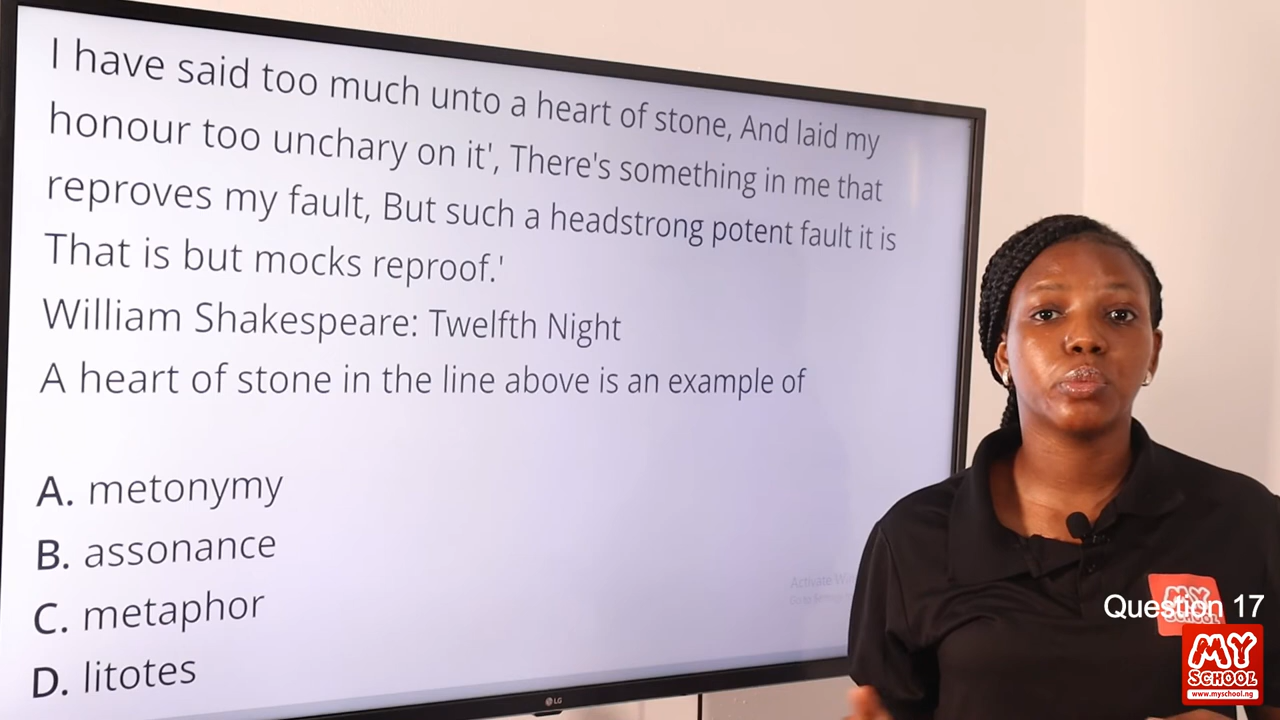 I have said too much unto a heart of stone, And laid my
honour too unchary on it', There's something in me that
reproves my fault, But such a headstrong potent fault it is
That is but mocks reproof.'
William Shakespeare: Twelfth Night
A heart of stone in the line above is an example of
A. metonymy
B. assonance
C. metaphor
D. litotes
Activate
LG
Question 17
MY
SCHOOL
MY
SCHOOL
www.myschool.ng